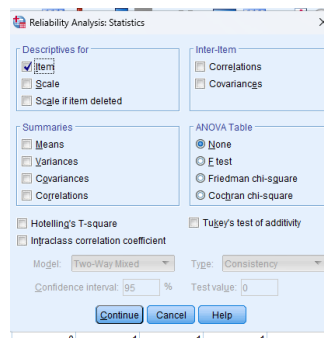 Reliability Analysis: Statistics
Descriptives for
Item
Scale
Scale if item deleted
Inter-Item
Correlations
Covariances
Summaries
Means
Variances
Covariances
Correlations
ANOVA Table
None
F test
Friedman chi-square
Cochran chi-square
Hotelling's T-square
Tukey's test of additivity
Intraclass correlation coefficient
Model: Two-Way Mixed Type: Consistency
Confidence interval: 95 % Test value: 0
Continue Cancel Help